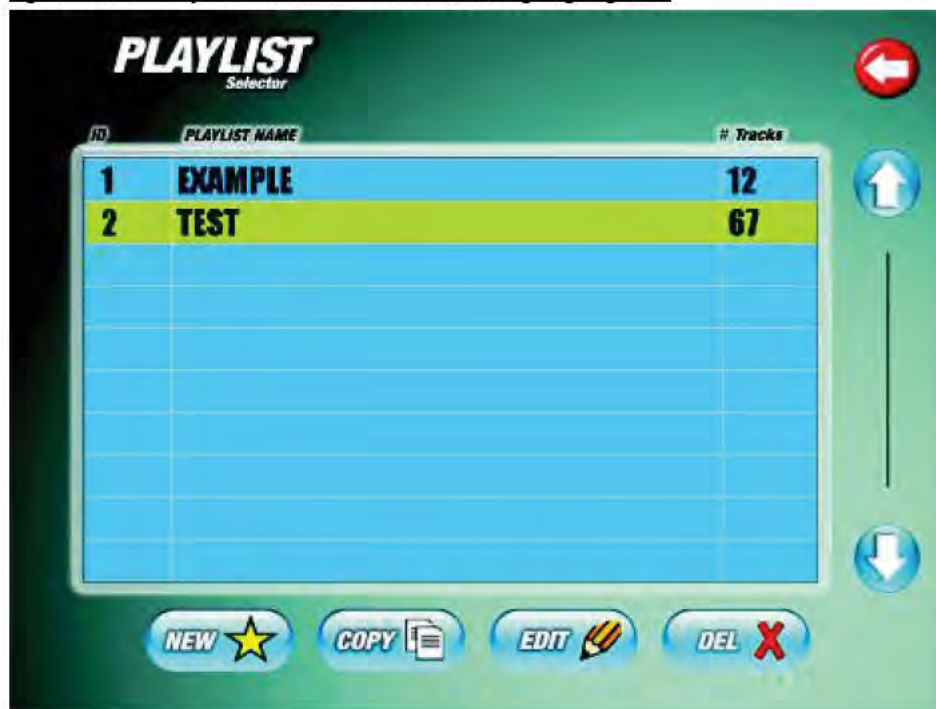 PLAYLIST
Selector
ID PLAYLIST NAME # Tracks
1 EXAMPLE 12
2 TEST 67
NEW COPY EDIT DEL